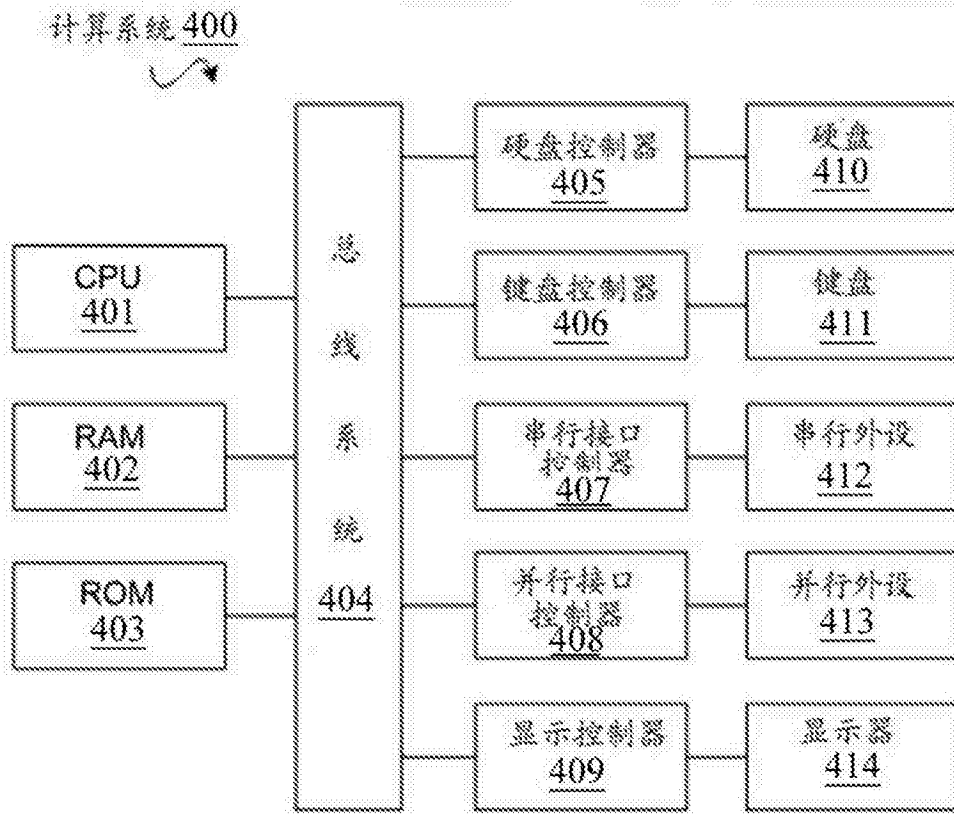 计算系统 400
CPU
401
RAM
402
ROM
403
总
线
系
统
404
硬盘控制器
405
键盘控制器
406
串行接口
控制器
407
并行接口
控制器
408
显示控制器
409
硬盘
410
键盘
411
串行外设
412
并行外设
413
显示器
414